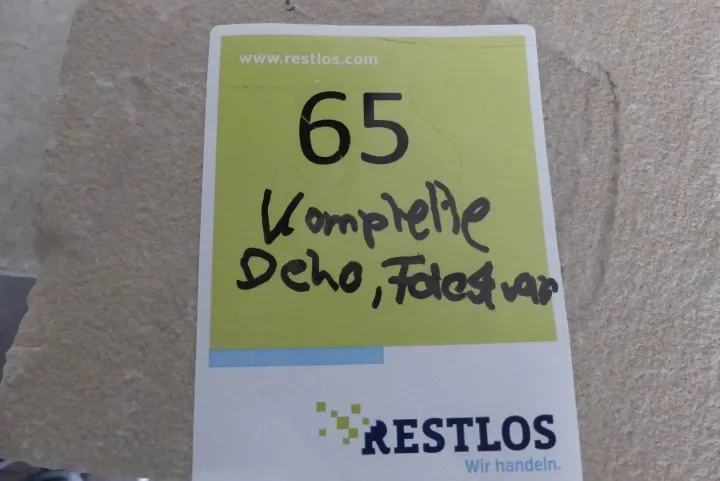 www.restlos.com
65
Komplette
Deko,
RESTLOS
Wir handeln.